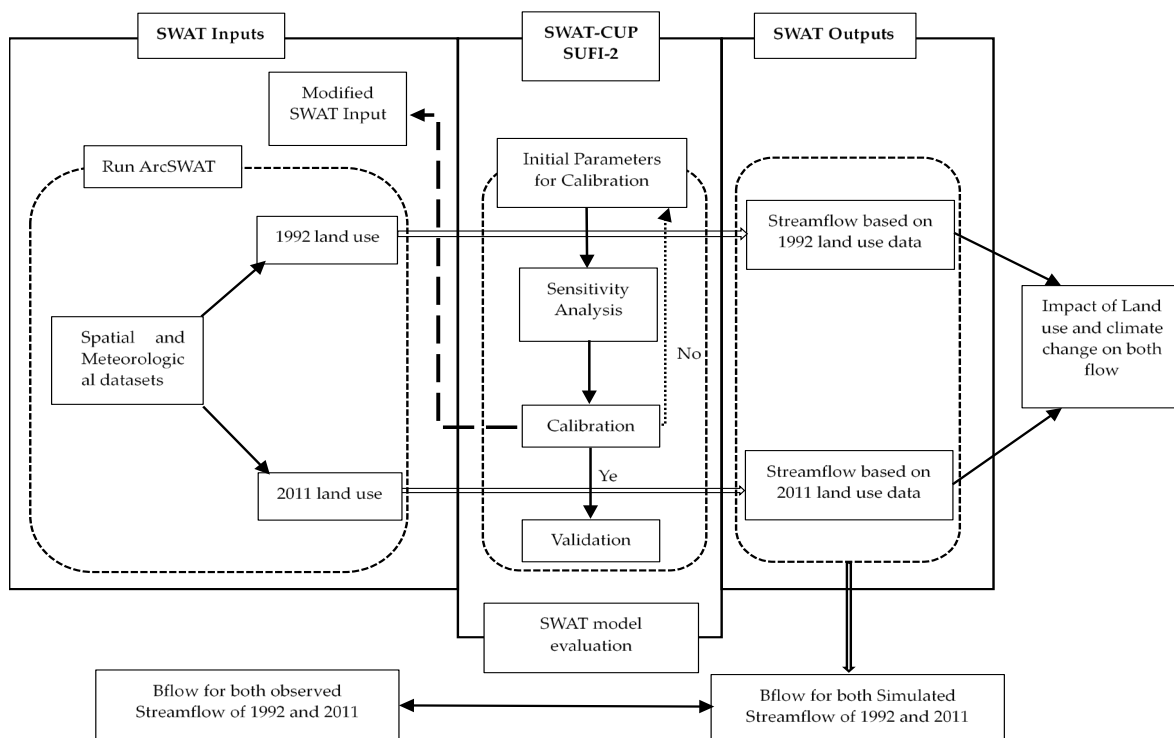 SWAT Inputs
SWAT-CUP
SUFI-2
SWAT Outputs
Modified
SWAT Input
Run ArcSWAT
Initial Parameters
for Calibration
1992 land use
Streamflow based on
1992 land use data
Sensitivity
Analysis
Spatial and
Meteorologic
al datasets
No
Impact of Land
use and climate
change on both
flow
Calibration
Ye
2011 land use
Streamflow based on
2011 land use data
Validation
SWAT model
evaluation
Bflow for both observed
Streamflow of 1992 and 2011
Bflow for both Simulated
Streamflow of 1992 and 2011